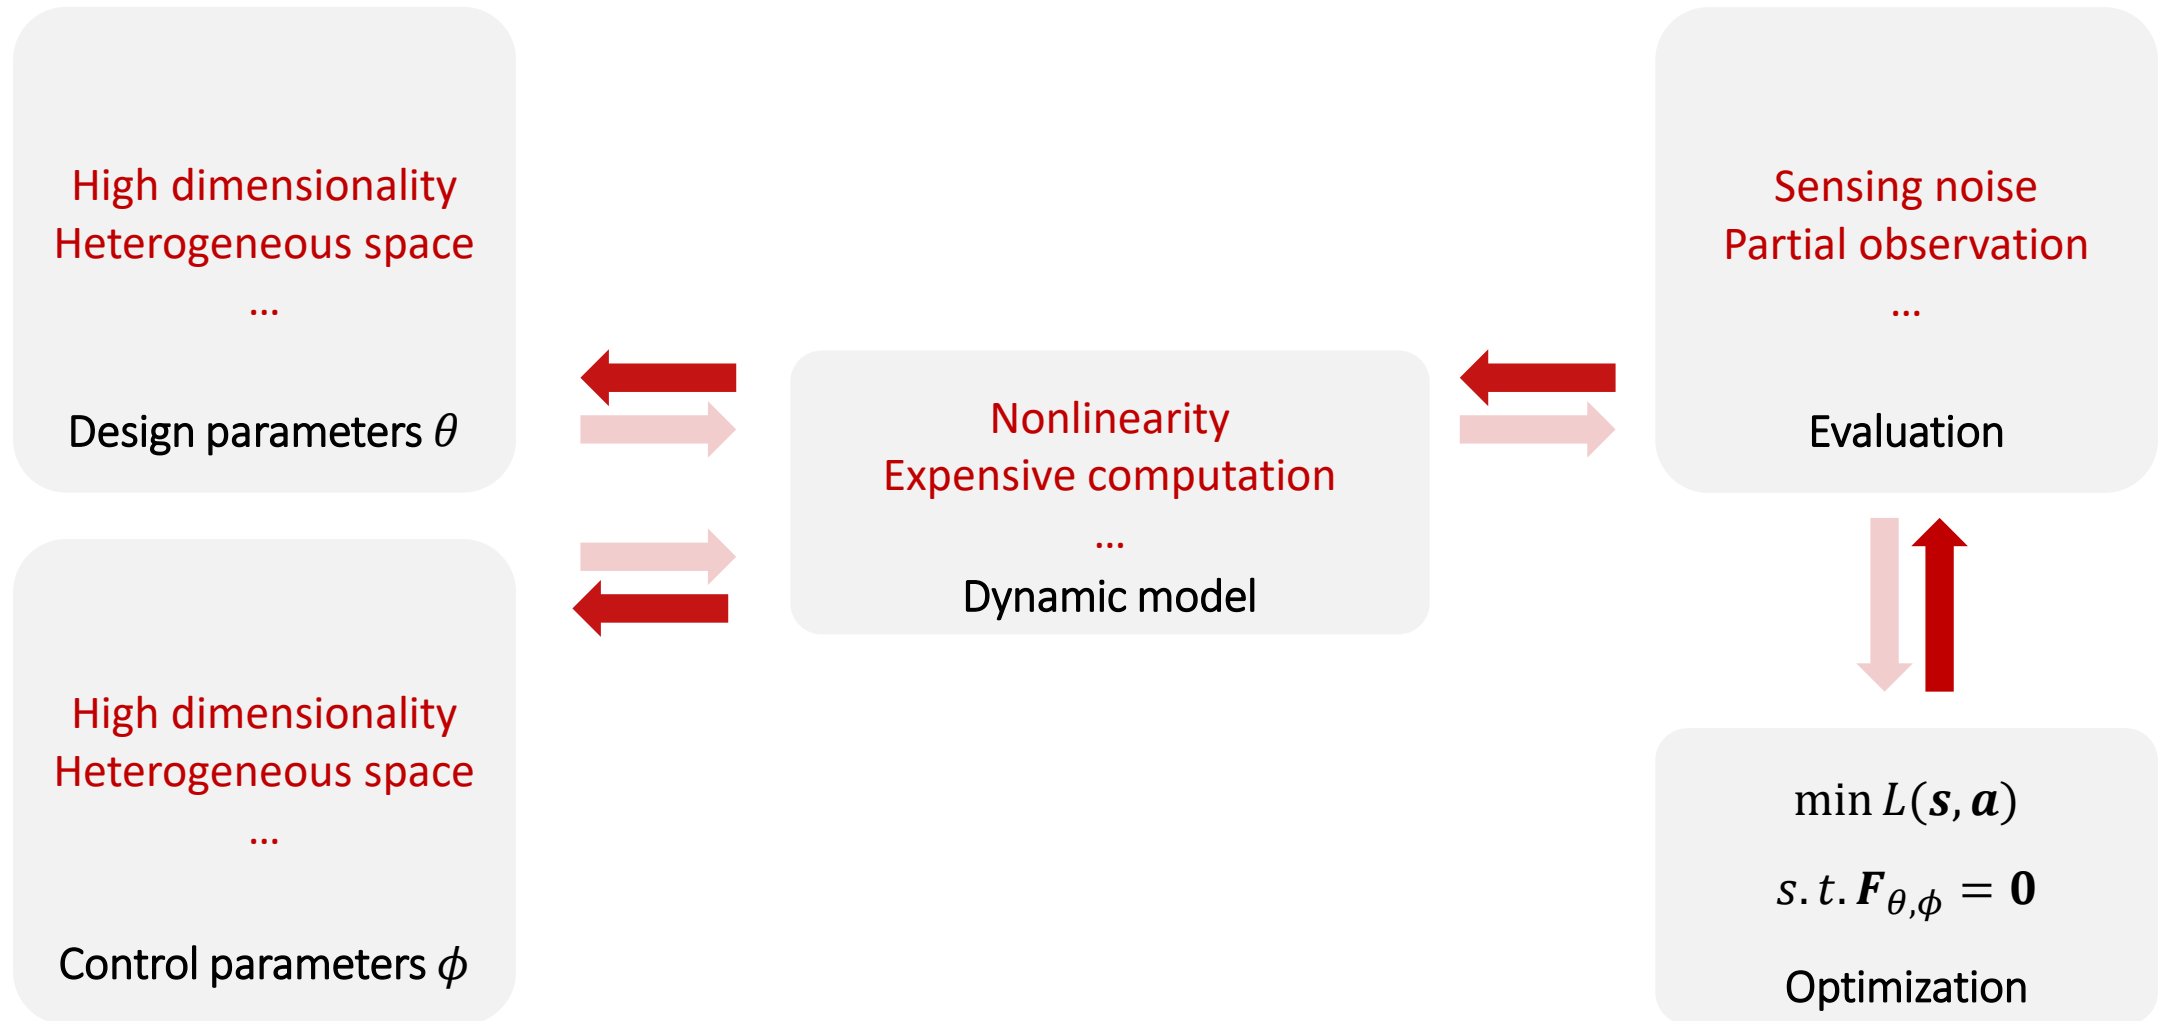 High dimensionality
Heterogeneous space
...
Design parameters θ
High dimensionality
Heterogeneous space
...
Control parameters ϕ
Nonlinearity
Expensive computation
...
Dynamic model
Sensing noise
Partial observation
...
Evaluation
min L(s, a)
s.t. F_{θ,ϕ} = 0
Optimization